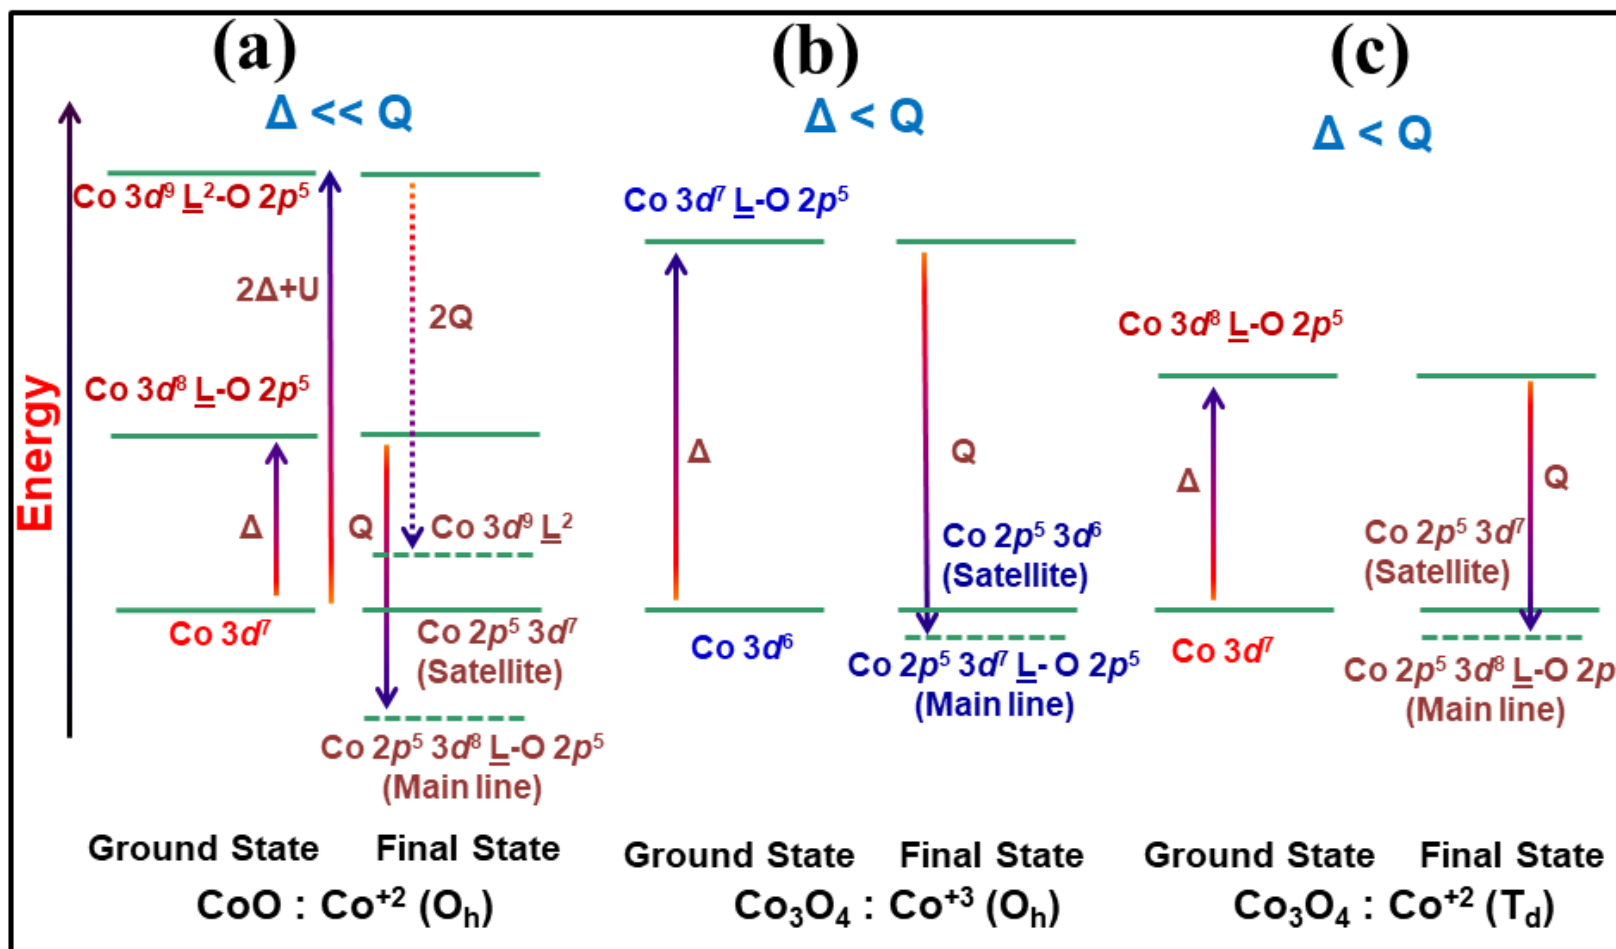 (a)
Δ << Q
Energy
Co 3d⁹ L̲²-O 2p⁵
2Δ+U
2Q
Co 3d⁸ L̲-O 2p⁵
Δ
Q
Co 3d⁹ L̲²
Co 3d⁷
Co 2p⁵ 3d⁷
(Satellite)
Co 2p⁵ 3d⁸ L̲-O 2p⁵
(Main line)
Ground State
Final State
CoO : Co⁺² (Oₕ)
(b)
Δ < Q
Co 3d⁷ L̲-O 2p⁵
Δ
Q
Co 2p⁵ 3d⁶
(Satellite)
Co 3d⁶
Co 2p⁵ 3d⁷ L̲- O 2p⁵
(Main line)
Ground State
Final State
Co₃O₄ : Co⁺³ (Oₕ)
(c)
Δ < Q
Co 3d⁸ L̲-O 2p⁵
Δ
Q
Co 2p⁵ 3d⁷
(Satellite)
Co 3d⁷
Co 2p⁵ 3d⁸ L̲-O 2p
(Main line)
Ground State
Final State
Co₃O₄ : Co⁺² (T_d)